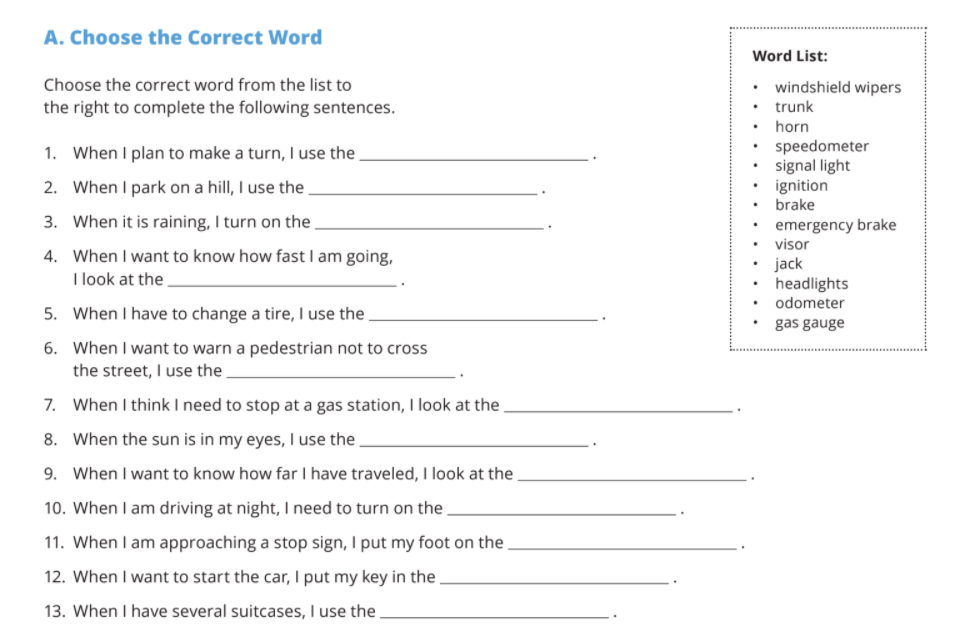 A. Choose the Correct Word
Choose the correct word from the list to
the right to complete the following sentences.
1. When I plan to make a turn, I use the ______________________ .
2. When I park on a hill, I use the ______________________ .
3. When it is raining, I turn on the ______________________ .
4. When I want to know how fast I am going,
I look at the ______________________ .
5. When I have to change a tire, I use the ______________________ .
6. When I want to warn a pedestrian not to cross
the street, I use the ______________________ .
7. When I think I need to stop at a gas station, I look at the ______________________ .
8. When the sun is in my eyes, I use the ______________________ .
9. When I want to know how far I have traveled, I look at the ______________________ .
10. When I am driving at night, I need to turn on the ______________________ .
11. When I am approaching a stop sign, I put my foot on the ______________________ .
12. When I want to start the car, I put my key in the ______________________ .
13. When I have several suitcases, I use the ______________________ .
Word List:
• windshield wipers
• trunk
• horn
• speedometer
• signal light
• ignition
• brake
• emergency brake
• visor
• jack
• headlights
• odometer
• gas gauge